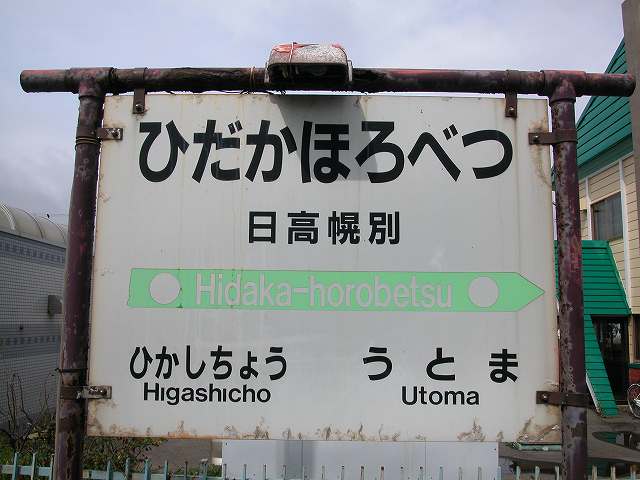 ひだかほろべつ
日高幌別
Hidaka-horobetsu
ひがしちょう うとま
Higashicho Utoma